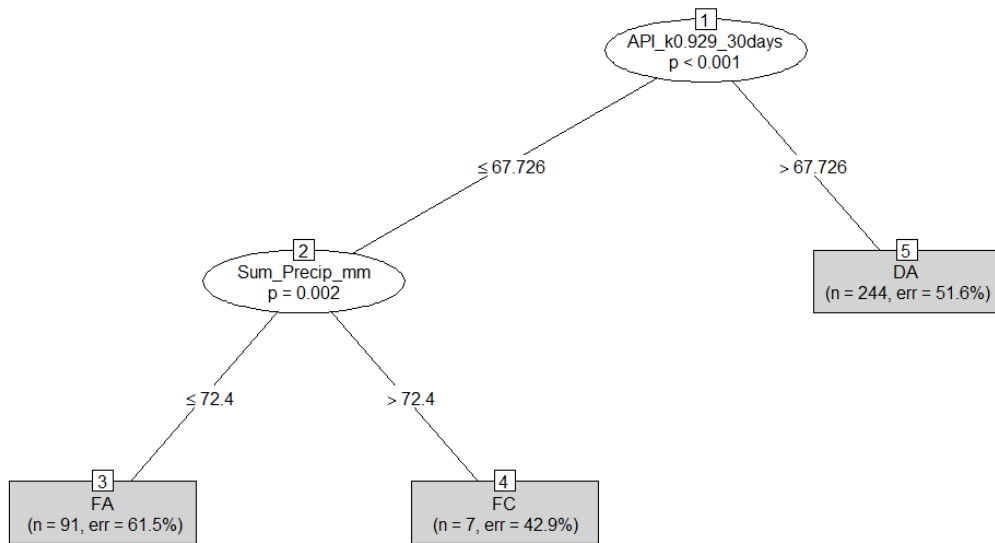 1
API_k0.929_30days
p < 0.001
≤ 67.726
> 67.726
2
Sum_Precip_mm
p = 0.002
5
DA
(n = 244, err = 51.6%)
≤ 72.4
> 72.4
3
FA
(n = 91, err = 61.5%)
4
FC
(n = 7, err = 42.9%)